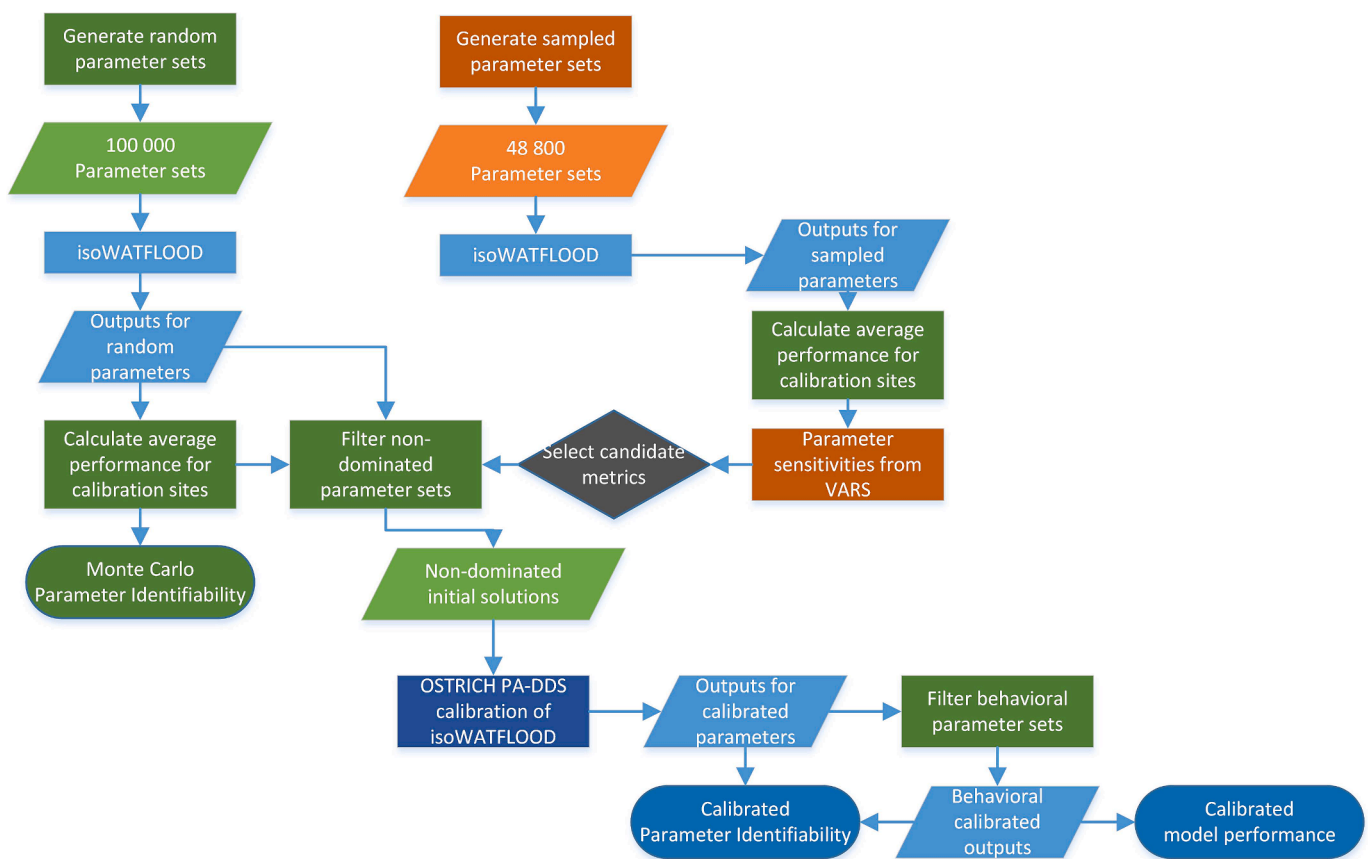 Generate random
parameter sets
Generate sampled
parameter sets
100 000
Parameter sets
48 800
Parameter sets
isoWATFLOOD
isoWATFLOOD
Outputs for
sampled
parameters
Outputs for
random
parameters
Calculate average
performance for
calibration sites
Calculate average
performance for
calibration sites
Filter non-
dominated
parameter sets
Select candidate
metrics
Parameter
sensitivities from
VARS
Monte Carlo
Parameter Identifiability
Non-dominated
initial solutions
OSTRICH PA-DDS
calibration of
isoWATFLOOD
Outputs for
calibrated
parameters
Filter behavioral
parameter sets
Calibrated
Parameter Identifiability
Behavioral
calibrated
outputs
Calibrated
model performance